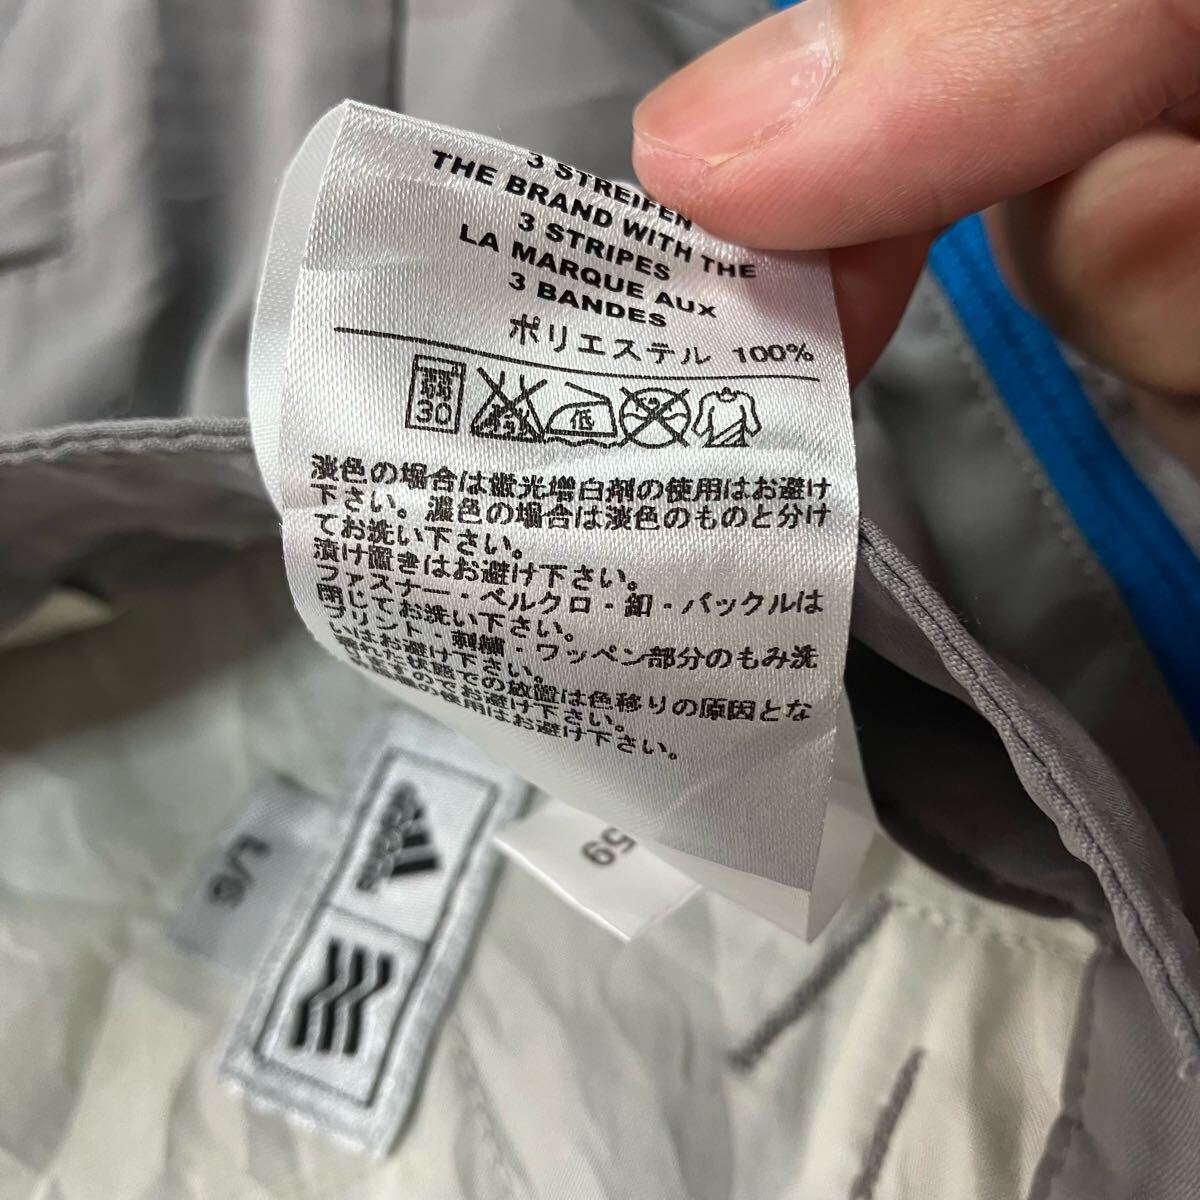 3 STREIFEN
THE BRAND WITH THE
3 STRIPES
LA MARQUE AUX
3 BANDES
ポリエステル 100%
30
低
淡色の場合は蛍光増白剤の使用はお避け
下さい。濃色の場合は淡色のものと分け
てお洗い下さい。
漬け置きはお避け下さい。
ファスナー・ベルクロ・釦・バックルは
閉じてお洗い下さい。
プリント・刺繍・ワッペン部分のもみ洗
いはお避け下さい。
濡れた状態での放置は色移りの原因とな
りますのでお避け下さい。
の使用はお避け下さい。
59
adidas